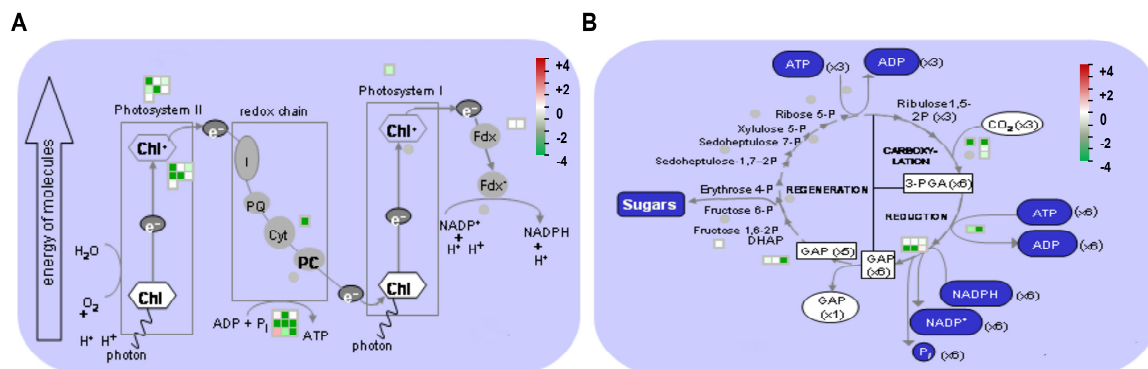 A
energy of molecules
Photosystem II
redox chain
Photosystem I
+4
+2
0
-2
-4
Chl⁺
e⁻
I
PQ
Cyt
PC
e⁻
Chl⁺
e⁻
Fdx
Fdx⁻
e⁻
e⁻
H₂O
O₂
+
H⁺ H⁺
Chl
photon
ADP + Pᵢ
ATP
Chl
photon
NADP⁺
+
H⁺ H⁺
NADPH
+
H⁺
B
ATP (x3)
ADP (x3)
+4
+2
0
-2
-4
Ribose 5-P
Ribulose1,5-
2P (x3)
CO₂(x3)
Xylulose 5-P
Sedoheptulose 7-P
Sedoheptulose-1,7-2P
CARBOXY-
LATION
3-PGA (x6)
Erythrose 4-P
REGENERATION
Sugars
Fructose 6-P
Fructose 1,6-2P
DHAP
REDUCTION
ATP (x6)
ADP (x6)
GAP (x5)
GAP
(x6)
GAP
(x1)
NADPH (x6)
NADP⁺ (x6)
Pᵢ (x6)